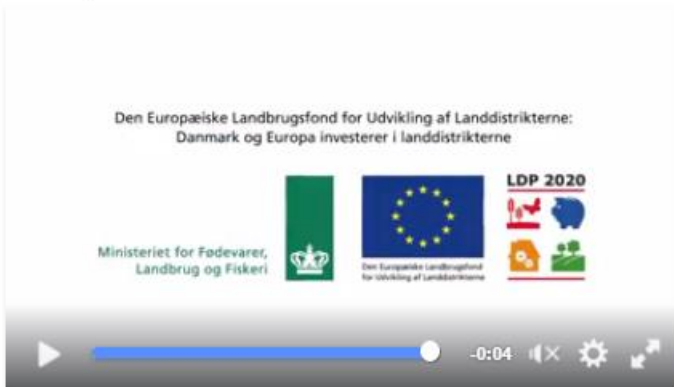 Den Europæiske Landbrugsfond for Udvikling af Landdistrikterne:
Danmark og Europa investerer i landdistrikterne
LDP 2020
Ministeriet for Fødevarer,
Landbrug og Fiskeri
Den Europæiske Landbrugsfond
for Udvikling af Landdistrikterne
-0:04